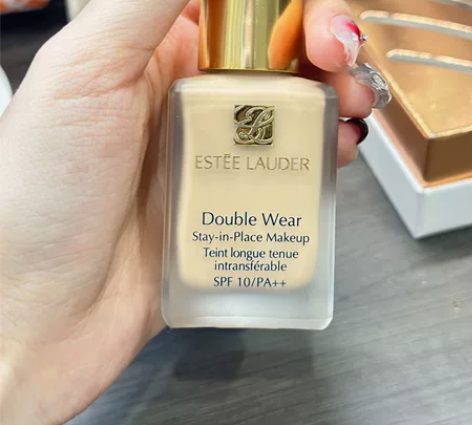 ESTĒE LAUDER
Double Wear
Stay-in-Place Makeup
Teint longue tenue
intransférable
SPF 10/PA++